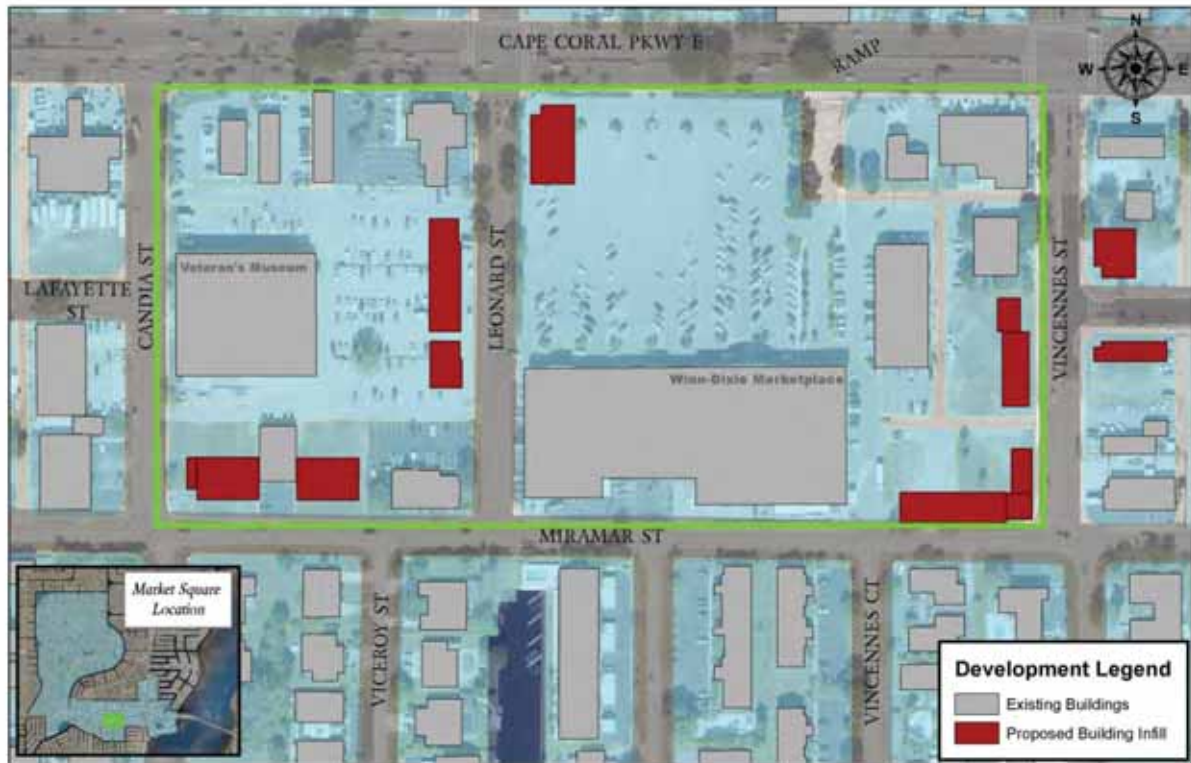 CAPE CORAL PKWY E
RAMP
N
W E
S
Veteran's Museum
LAFAYETTE
ST
CANDIA ST
LEONARD ST
VINCENNES ST
Winn-Dixie Marketplace
MIRAMAR ST
Market Square
Location
VICEROY ST
VINCENNES CT
Development Legend
Existing Buildings
Proposed Building Infill